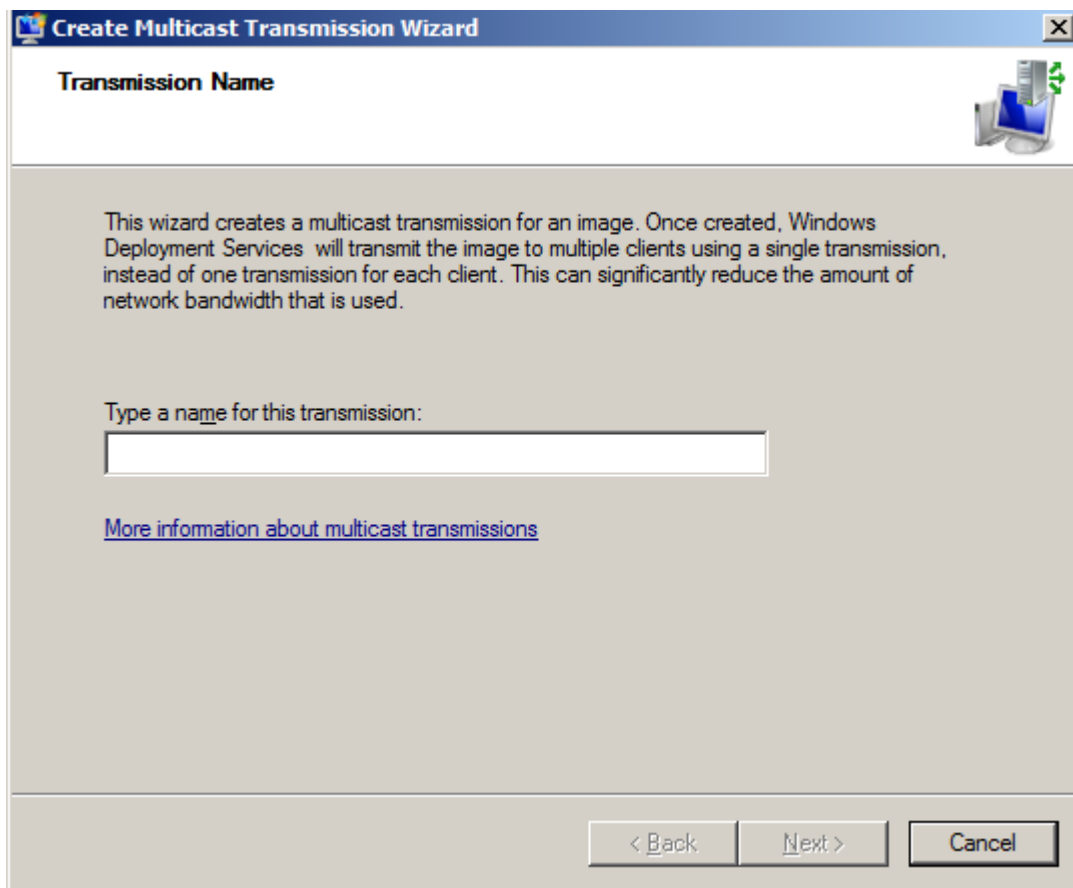 Create Multicast Transmission Wizard
Transmission Name
This wizard creates a multicast transmission for an image. Once created, Windows
Deployment Services  will transmit the image to multiple clients using a single transmission,
instead of one transmission for each client. This can significantly reduce the amount of
network bandwidth that is used.
Type a name for this transmission:
More information about multicast transmissions
< Back
Next >
Cancel